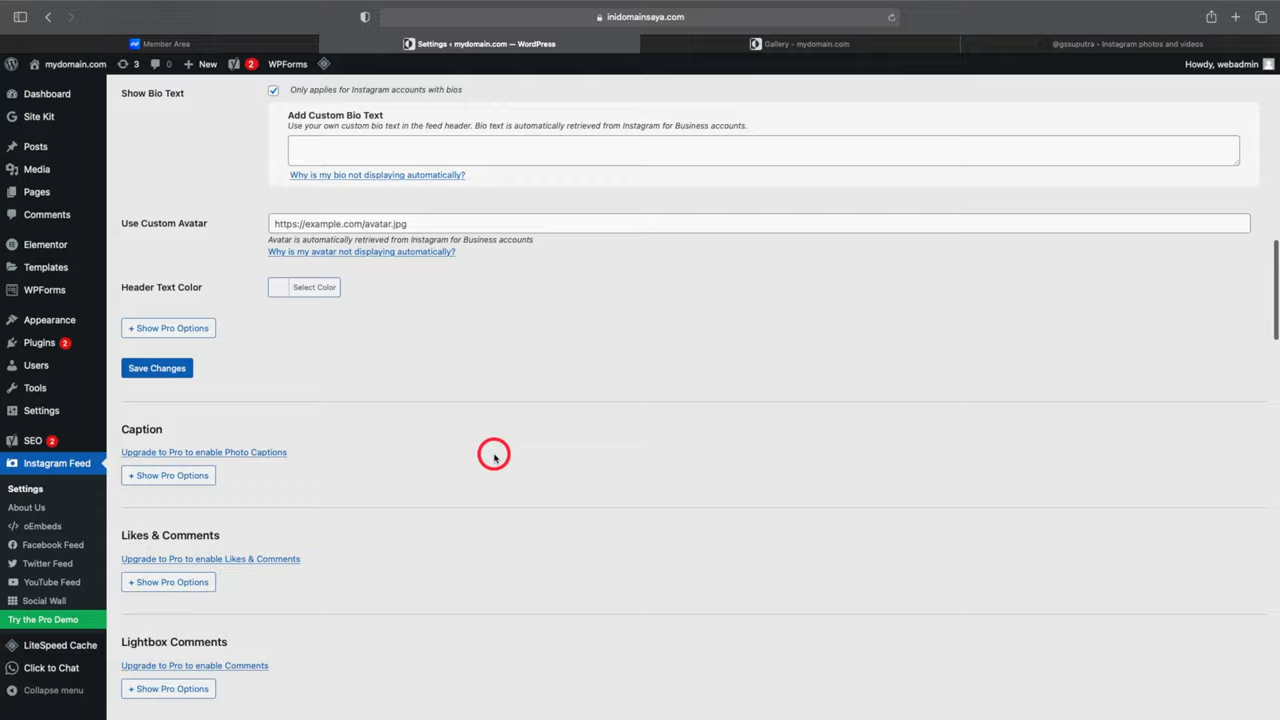 inidomainsaya.com
Member Area
Settings ‹ mydomain.com — WordPress
Gallery - mydomain.com
@gssuputra • Instagram photos and videos
mydomain.com
3
0
New
2
WPForms
Howdy, webadmin
Dashboard
Site Kit
Posts
Media
Pages
Comments
Elementor
Templates
WPForms
Appearance
Plugins 2
Users
Tools
Settings
SEO 2
Instagram Feed
Settings
About Us
oEmbeds
Facebook Feed
Twitter Feed
YouTube Feed
Social Wall
Try the Pro Demo
LiteSpeed Cache
Click to Chat
Collapse menu
Show Bio Text
Only applies for Instagram accounts with bios
Add Custom Bio Text
Use your own custom bio text in the feed header. Bio text is automatically retrieved from Instagram for Business accounts.
Why is my bio not displaying automatically?
Use Custom Avatar
https://example.com/avatar.jpg
Avatar is automatically retrieved from Instagram for Business accounts
Why is my avatar not displaying automatically?
Header Text Color
Select Color
+ Show Pro Options
Save Changes
Caption
Upgrade to Pro to enable Photo Captions
+ Show Pro Options
Likes & Comments
Upgrade to Pro to enable Likes & Comments
+ Show Pro Options
Lightbox Comments
Upgrade to Pro to enable Comments
+ Show Pro Options